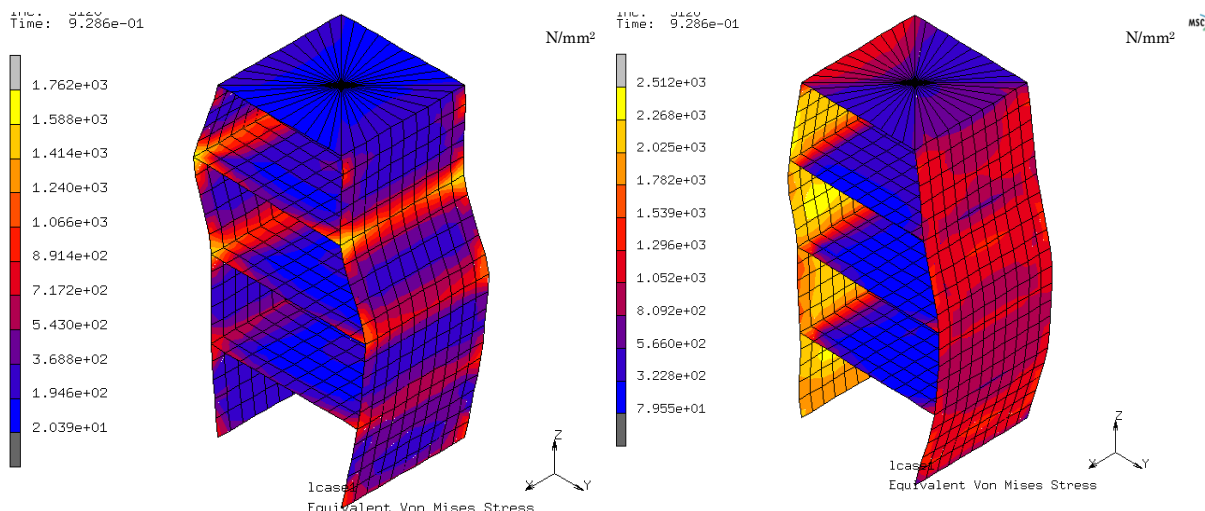 Time: 9.286e-01
N/mm²
1.762e+03
1.588e+03
1.414e+03
1.240e+03
1.066e+03
8.914e+02
7.172e+02
5.430e+02
3.688e+02
1.946e+02
2.039e+01
Z
X
Y
lcase
Equivalent Von Mises Stress
Time: 9.286e-01
MSC
N/mm²
2.512e+03
2.268e+03
2.025e+03
1.782e+03
1.539e+03
1.296e+03
1.052e+03
8.092e+02
5.660e+02
3.228e+02
7.955e+01
Z
X
Y
lcase
Equivalent Von Mises Stress